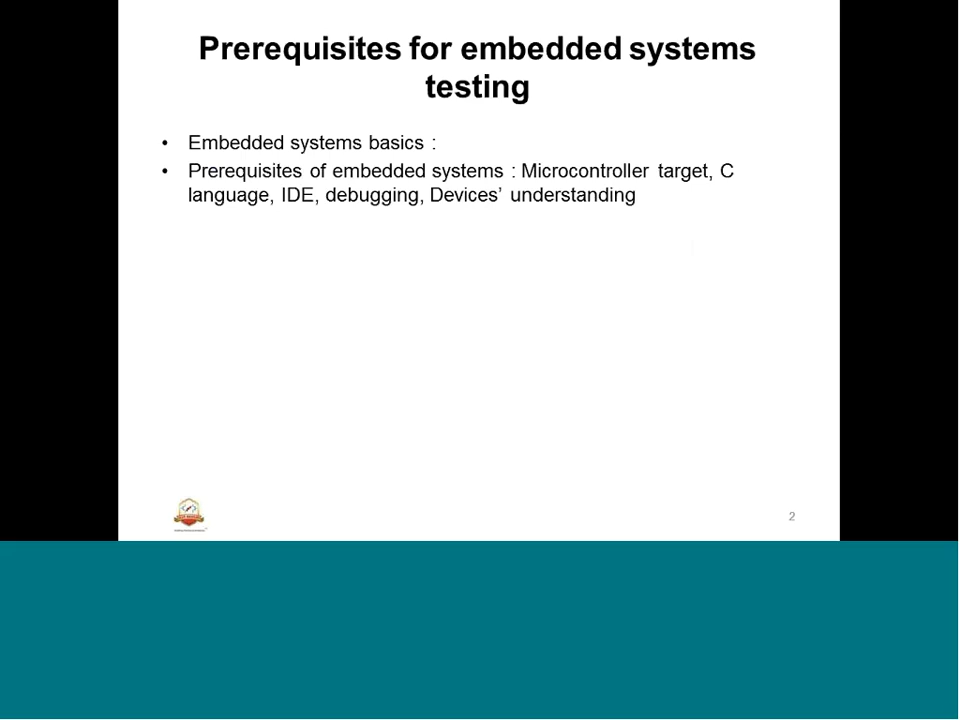 Prerequisites for embedded systems
testing
• Embedded systems basics :
• Prerequisites of embedded systems : Microcontroller target, C
language, IDE, debugging, Devices’ understanding
2